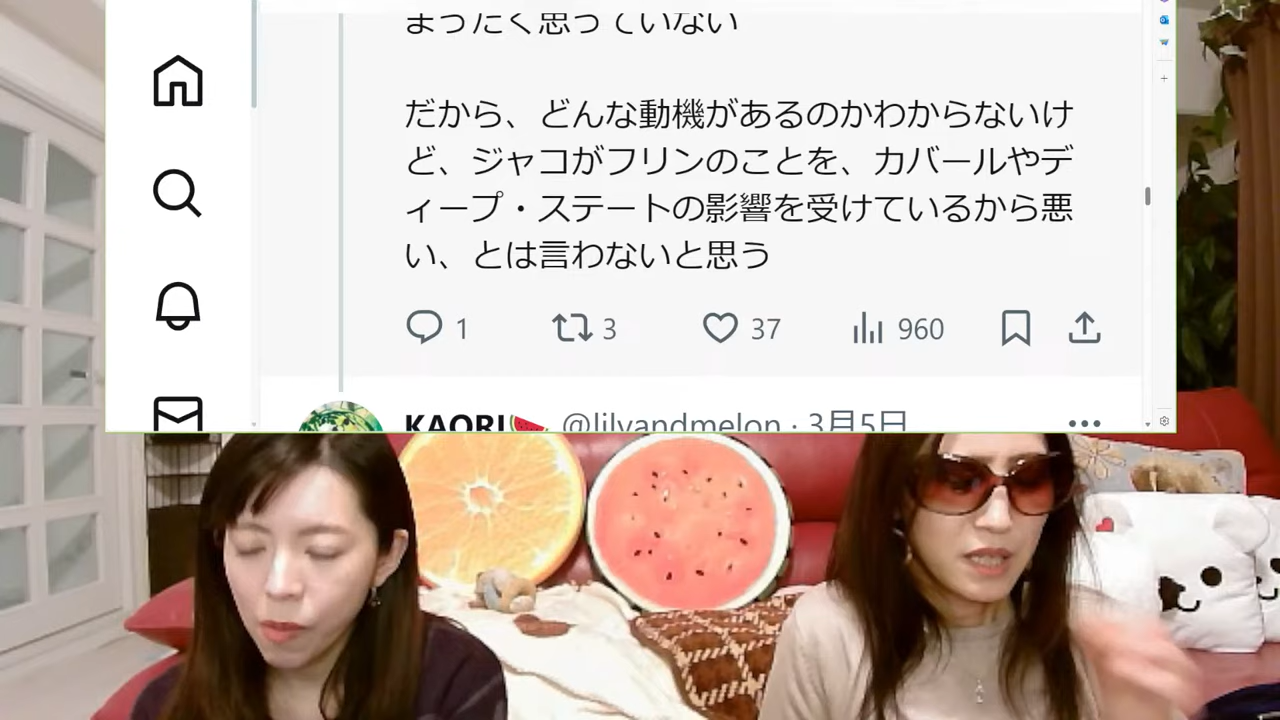 まったく思っていない
だから、どんな動機があるのかわからないけ
ど、ジャコがフリンのことを、カバールやデ
ィープ・ステートの影響を受けているから悪
い、とは言わないと思う
1 3 37 960
KAORI🍉 @lilyandmelon · 3月5日